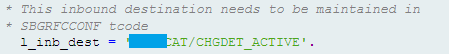 * This inbound destination needs to be maintained in
* SBGRFCCONF tcode
l_inb_dest = ' CAT/CHGDET_ACTIVE'.